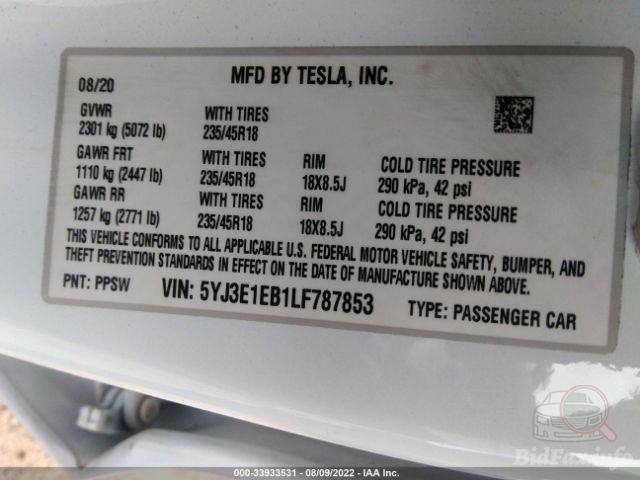 MFD BY TESLA, INC.
08/20
GVWR WITH TIRES
2301 kg (5072 lb) 235/45R18
GAWR FRT WITH TIRES RIM COLD TIRE PRESSURE
1110 kg (2447 lb) 235/45R18 18X8.5J 290 kPa, 42 psi
GAWR RR WITH TIRES RIM COLD TIRE PRESSURE
1257 kg (2771 lb) 235/45R18 18X8.5J 290 kPa, 42 psi
THIS VEHICLE CONFORMS TO ALL APPLICABLE U.S. FEDERAL MOTOR VEHICLE SAFETY, BUMPER, AND
THEFT PREVENTION STANDARDS IN EFFECT ON THE DATE OF MANUFACTURE SHOWN ABOVE.
PNT: PPSW VIN: 5YJ3E1EB1LF787853 TYPE: PASSENGER CAR
BidFax.info
000-33933531 - 08/09/2022 - IAA Inc.